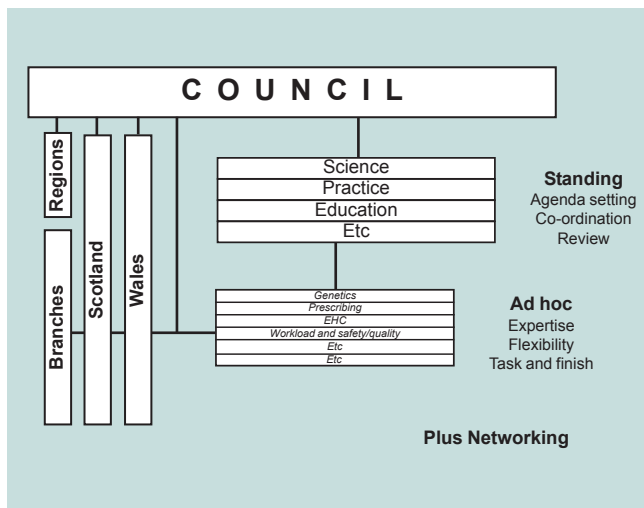 C O U N C I L
Regions
Branches
Scotland
Wales
Science
Practice
Education
Etc
Standing
Agenda setting
Co-ordination
Review
Genetics
Prescribing
EHC
Workload and safety/quality
Etc
Etc
Ad hoc
Expertise
Flexibility
Task and finish
Plus Networking